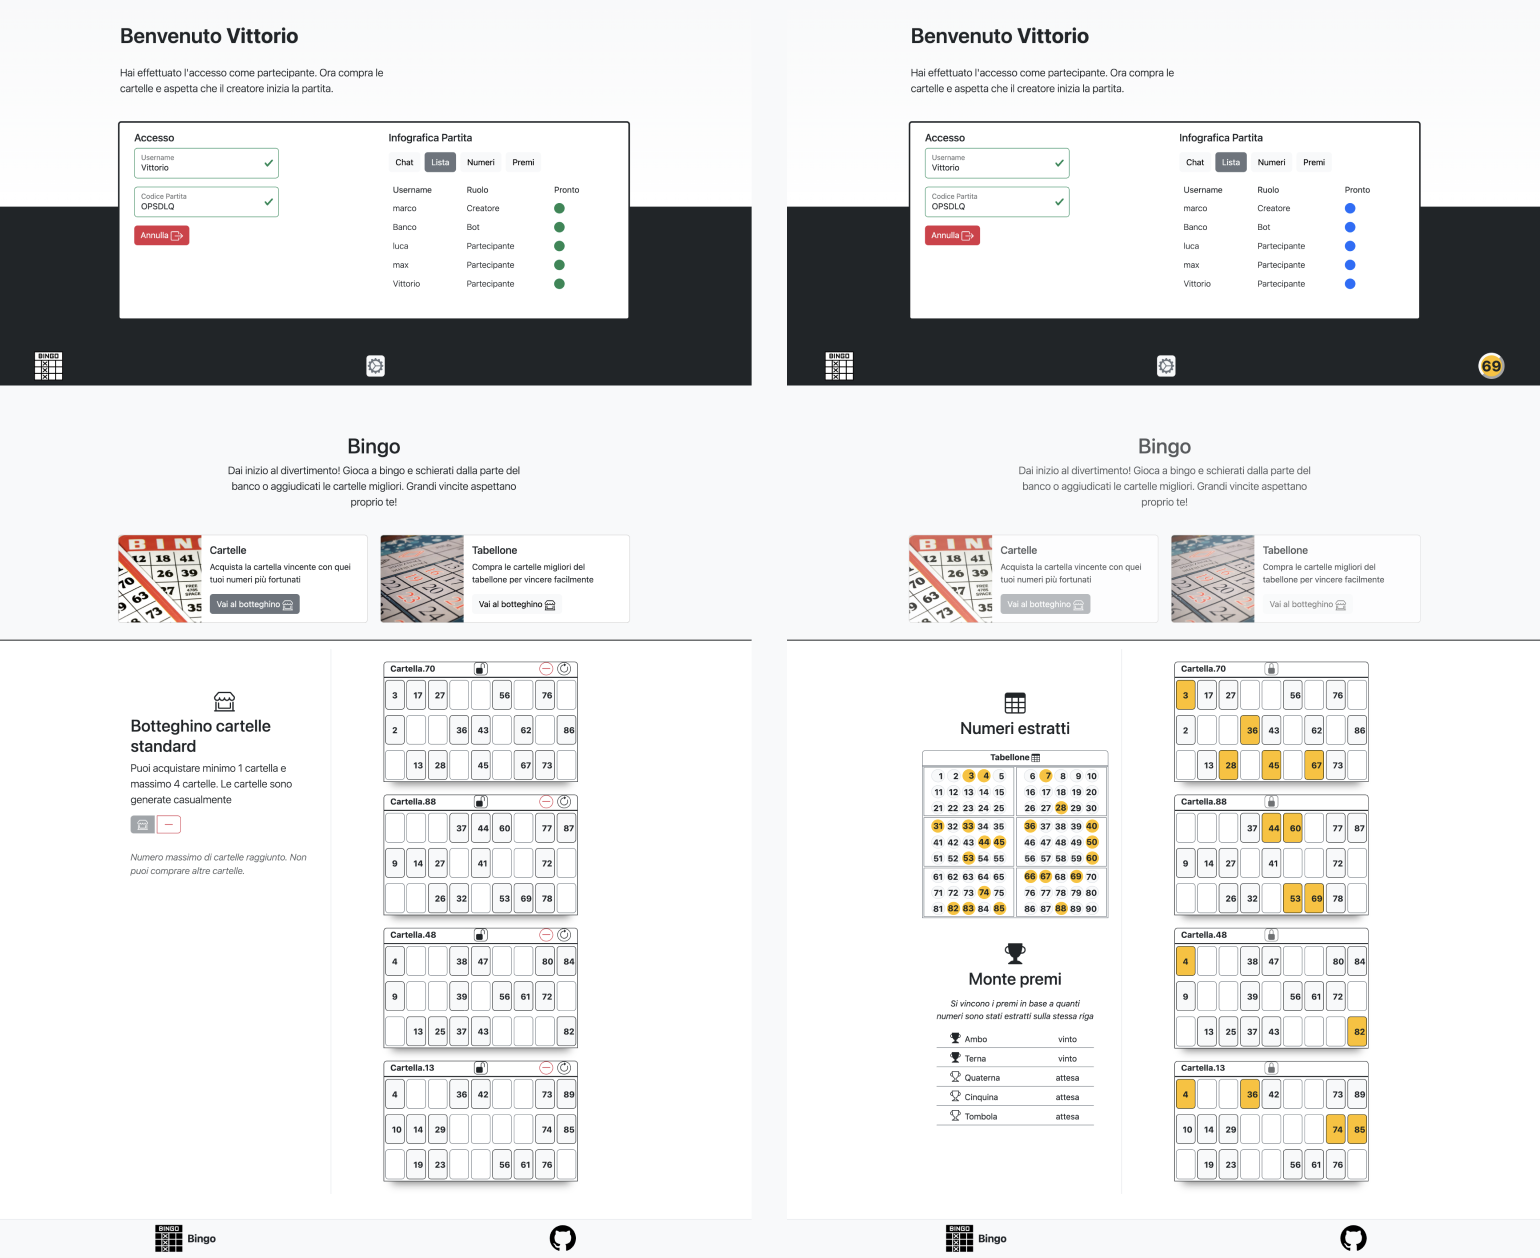 Benvenuto Vittorio
Hai effettuato l'accesso come partecipante. Ora compra le
cartelle e aspetta che il creatore inizia la partita.
Accesso
Username
Vittorio
Codice Partita
OPSDLQ
Annulla
Infografica Partita
Chat Lista Numeri Premi
Username Ruolo Pronto
marco Creatore
Banco Bot
luca Partecipante
max Partecipante
Vittorio Partecipante
BINGO
Bingo
Dai inizio al divertimento! Gioca a bingo e schierati dalla parte del
banco o aggiudicati le cartelle migliori. Grandi vincite aspettano
proprio te!
Cartelle
Acquista la cartella vincente con quei
tuoi numeri più fortunati
Vai al botteghino
Tabellone
Compra le cartelle migliori del
tabellone per vincere facilmente
Vai al botteghino
Botteghino cartelle
standard
Puoi acquistare minimo 1 cartella e
massimo 4 cartelle. Le cartelle sono
generate casualmente
Numero massimo di cartelle raggiunto. Non
puoi comprare altre cartelle.
Cartella.70
3 17 27 56 76
2 36 43 62 86
13 28 45 67 73
Cartella.88
37 44 60 77 87
9 14 27 41 72
26 32 53 69 78
Cartella.48
4 38 47 80 84
9 39 56 61 72
13 25 37 43 82
Cartella.13
4 36 42 73 89
10 14 29 74 85
19 23 56 61 76
BINGO
Bingo
Benvenuto Vittorio
Hai effettuato l'accesso come partecipante. Ora compra le
cartelle e aspetta che il creatore inizia la partita.
Accesso
Username
Vittorio
Codice Partita
OPSDLQ
Annulla
Infografica Partita
Chat Lista Numeri Premi
Username Ruolo Pronto
marco Creatore
Banco Bot
luca Partecipante
max Partecipante
Vittorio Partecipante
BINGO
69
Bingo
Dai inizio al divertimento! Gioca a bingo e schierati dalla parte del
banco o aggiudicati le cartelle migliori. Grandi vincite aspettano
proprio te!
Cartelle
Acquista la cartella vincente con quei
tuoi numeri più fortunati
Vai al botteghino
Tabellone
Compra le cartelle migliori del
tabellone per vincere facilmente
Vai al botteghino
Numeri estratti
Tabellone
1 2 3 4 5 6 7 8 9 10
11 12 13 14 15 16 17 18 19 20
21 22 23 24 25 26 27 28 29 30
31 32 33 34 35 36 37 38 39 40
41 42 43 44 45 46 47 48 49 50
51 52 53 54 55 56 57 58 59 60
61 62 63 64 65 66 67 68 69 70
71 72 73 74 75 76 77 78 79 80
81 82 83 84 85 86 87 88 89 90
Monte premi
Si vincono i premi in base a quanti
numeri sono stati estratti sulla stessa riga
Ambo vinto
Terna vinto
Quaterna attesa
Cinquina attesa
Tombola attesa
Cartella.70
3 17 27 56 76
2 36 43 62 86
13 28 45 67 73
Cartella.88
37 44 60 77 87
9 14 27 41 72
26 32 53 69 78
Cartella.48
4 38 47 80 84
9 39 56 61 72
13 25 37 43 82
Cartella.13
4 36 42 73 89
10 14 29 74 85
19 23 56 61 76
BINGO
Bingo